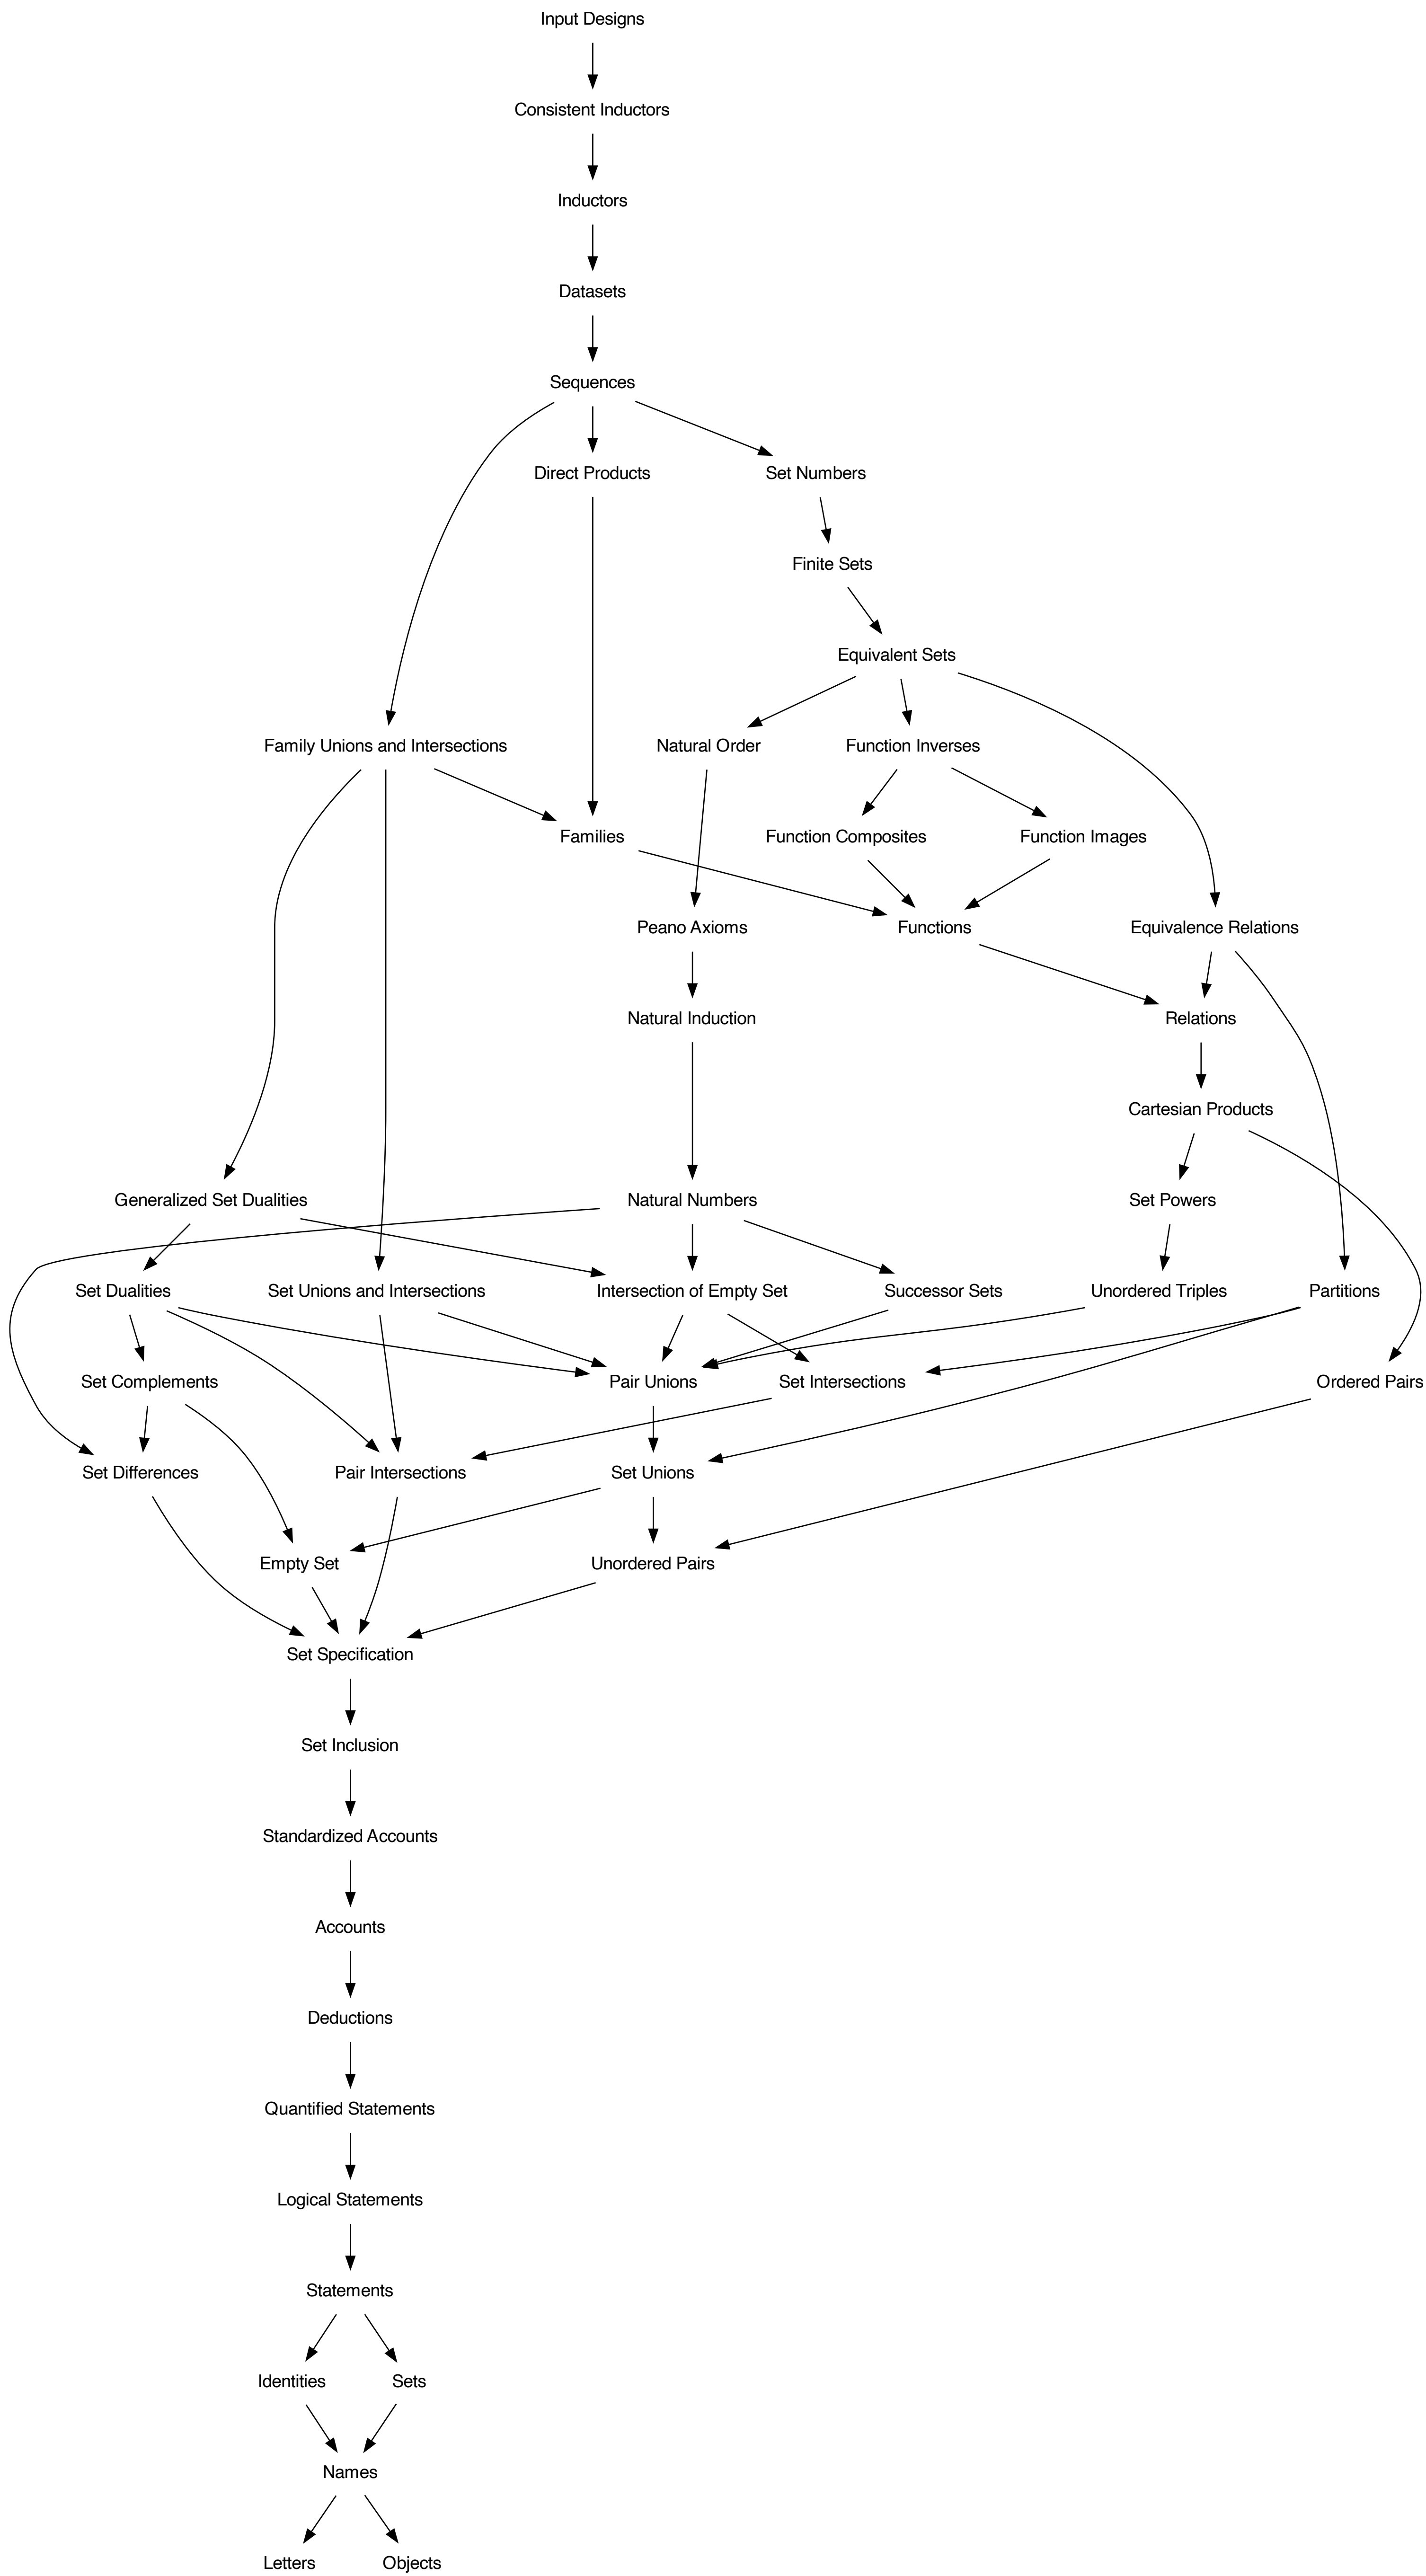 Input Designs
Consistent Inductors
Inductors
Datasets
Sequences
Direct Products
Set Numbers
Finite Sets
Equivalent Sets
Family Unions and Intersections
Natural Order
Function Inverses
Families
Function Composites
Function Images
Peano Axioms
Functions
Equivalence Relations
Natural Induction
Relations
Cartesian Products
Generalized Set Dualities
Natural Numbers
Set Powers
Set Dualities
Set Unions and Intersections
Intersection of Empty Set
Successor Sets
Unordered Triples
Partitions
Set Complements
Pair Unions
Set Intersections
Ordered Pairs
Set Differences
Pair Intersections
Set Unions
Empty Set
Unordered Pairs
Set Specification
Set Inclusion
Standardized Accounts
Accounts
Deductions
Quantified Statements
Logical Statements
Statements
Identities
Sets
Names
Letters
Objects